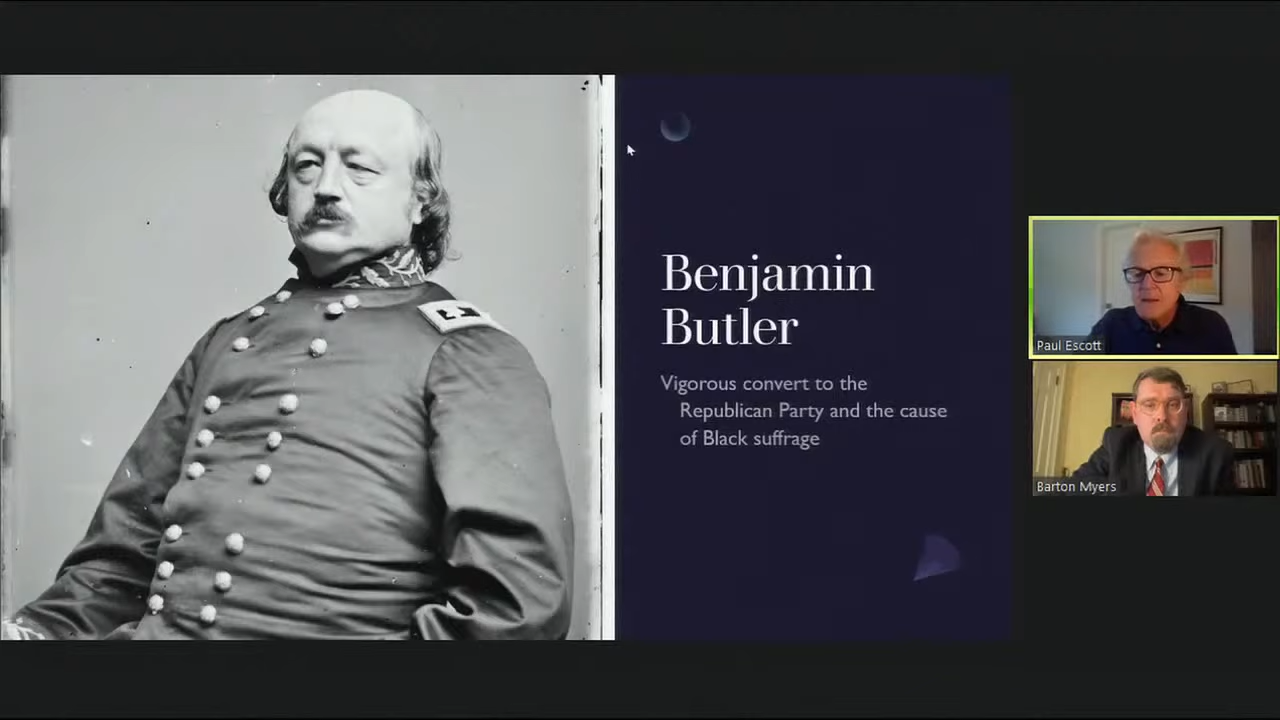 Benjamin
Butler
Vigorous convert to the
Republican Party and the cause
of Black suffrage
Paul Escott
Barton Myers